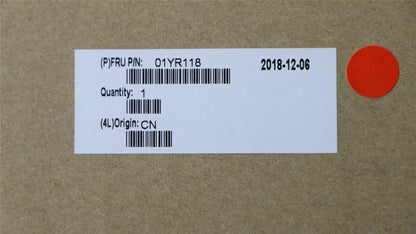 (P)FRU P/N: 01YR118 2018-12-06
Quantity: 1
(4L)Origin: CN